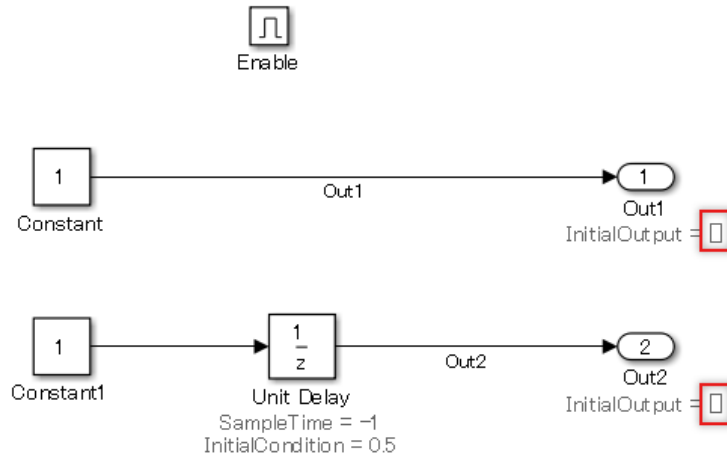 Enable
1
Out1
1
Constant
Out1
InitialOutput = []
1
1
z
Out2
2
Constant1
Unit Delay
Out2
SampleTime = -1
InitialOutput = []
InitialCondition = 0.5